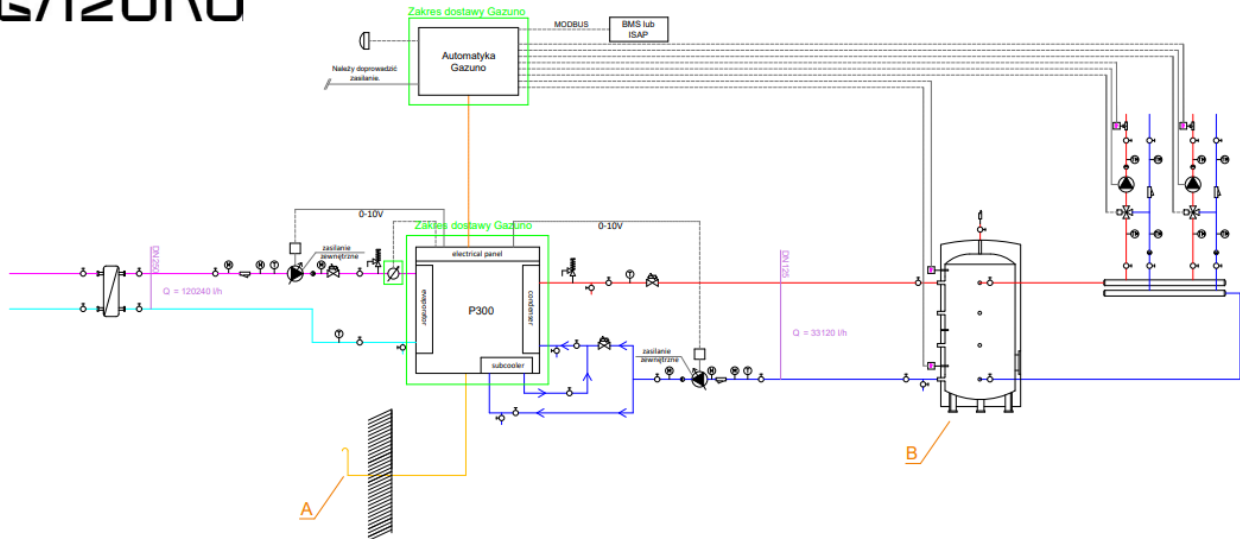 GAZUNO
Zakres dostawy Gazuno
MODBUS
BMS lub
ISAP
Automatyka
Gazuno
Należy doprowadzić
zasilanie.
0-10V
Zakres dostawy Gazuno
0-10V
zasilanie
zewnętrzne
electrical panel
DN250
Q = 120240 l/h
evaporator
P300
condenser
DN125
Q = 33120 l/h
subcooler
zasilanie
zewnętrzne
A
B